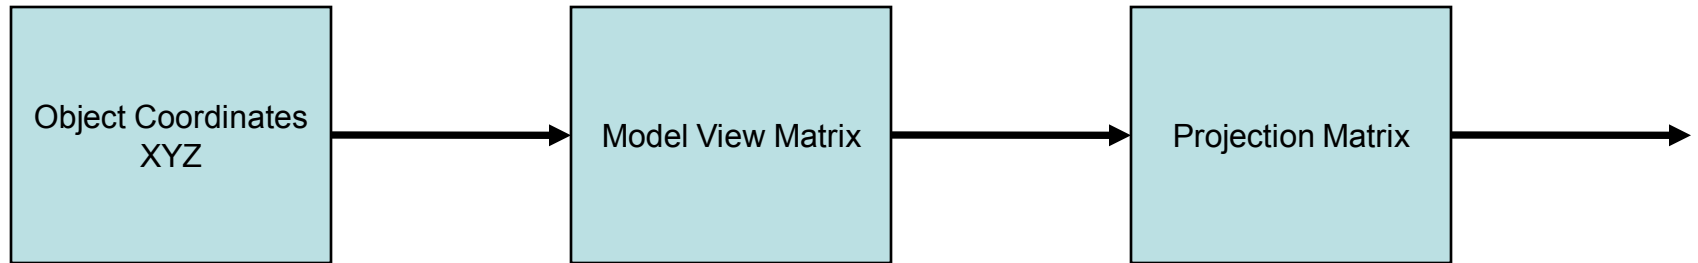 Object Coordinates
XYZ
Model View Matrix
Projection Matrix